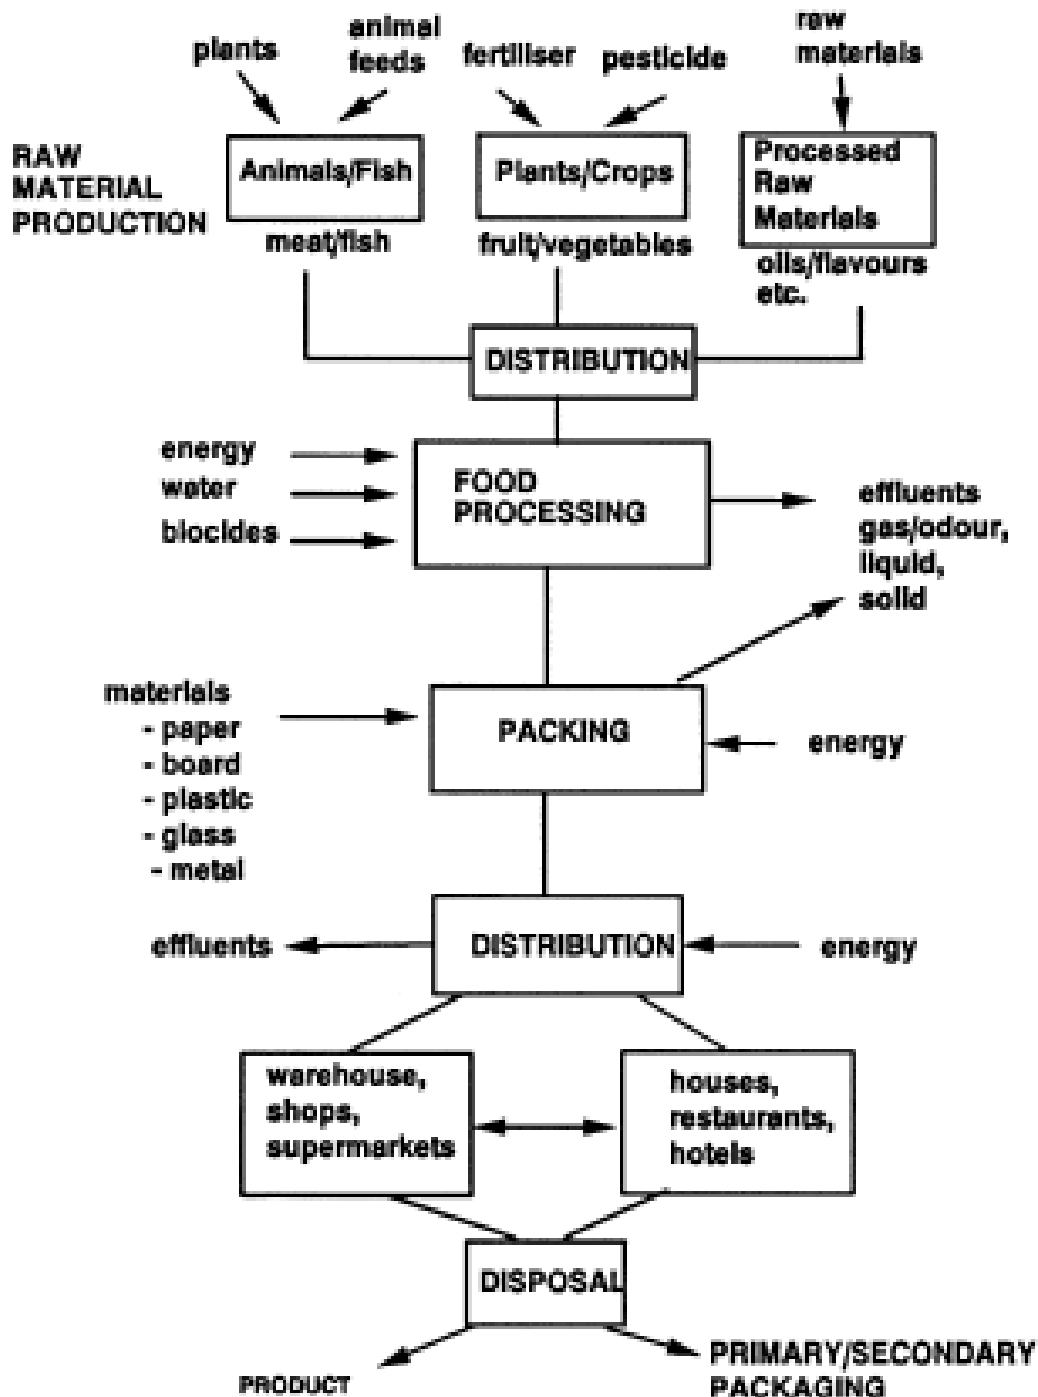 plants
animal
feeds
fertiliser
pesticide
raw
materials
RAW
MATERIAL
PRODUCTION
Animals/Fish
Plants/Crops
Processed
Raw
Materials
meat/fish
fruit/vegetables
oils/flavours
etc.
DISTRIBUTION
energy
water
biocides
FOOD
PROCESSING
effluents
gas/odour,
liquid,
solid
materials
- paper
- board
- plastic
- glass
- metal
PACKING
energy
effluents
DISTRIBUTION
energy
warehouse,
shops,
supermarkets
houses,
restaurants,
hotels
DISPOSAL
PRODUCT
PRIMARY/SECONDARY
PACKAGING